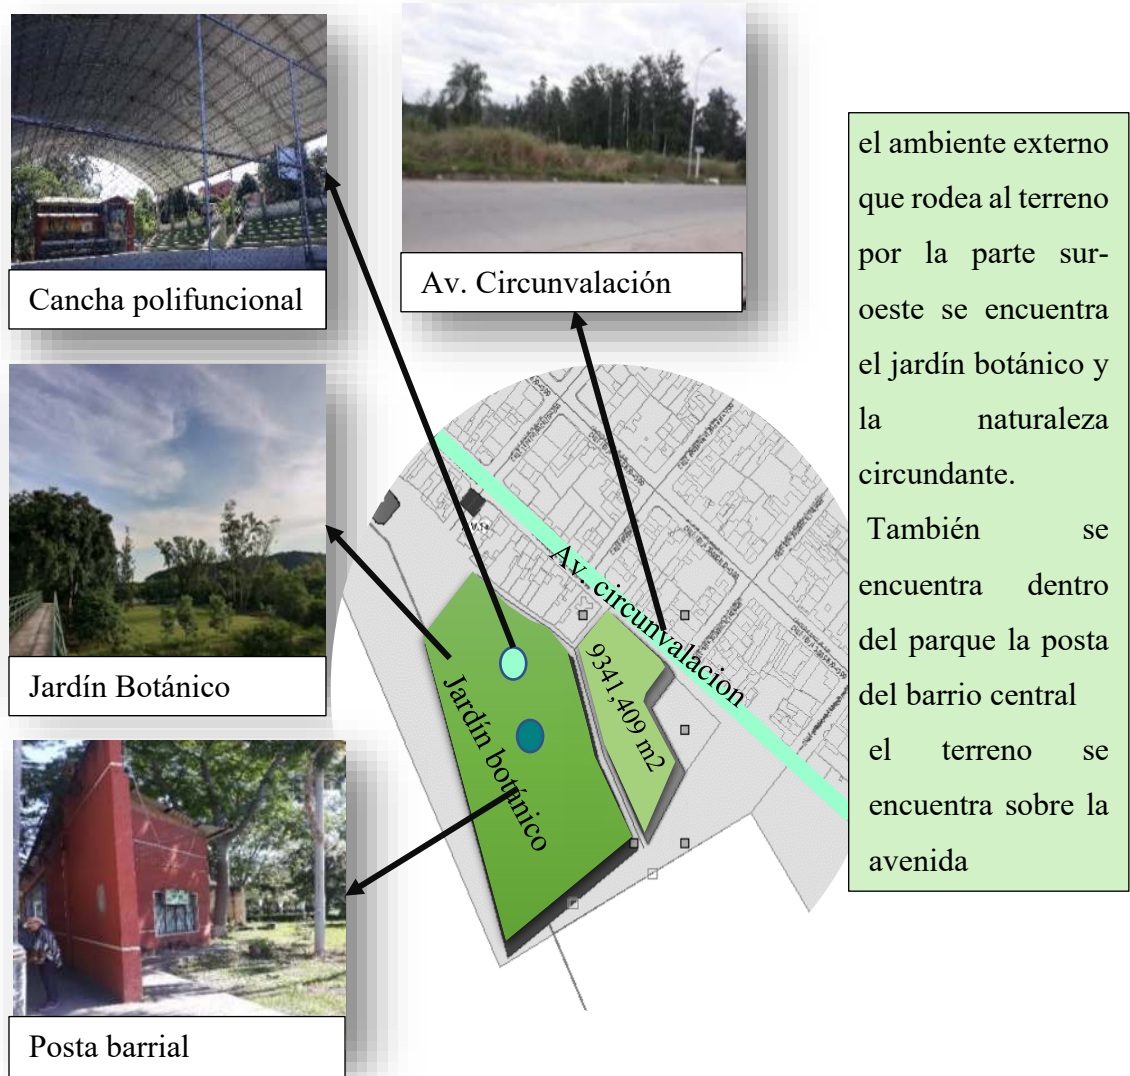 Cancha polifuncional
Av. Circunvalación
Jardín Botánico
Posta barrial
Av. circunvalacion
9341,409 m2
Jardín botánico
el ambiente externo
que rodea al terreno
por la parte sur-
oeste se encuentra
el jardín botánico y
la naturaleza
circundante.
También se
encuentra dentro
del parque la posta
del barrio central
el terreno se
encuentra sobre la
avenida